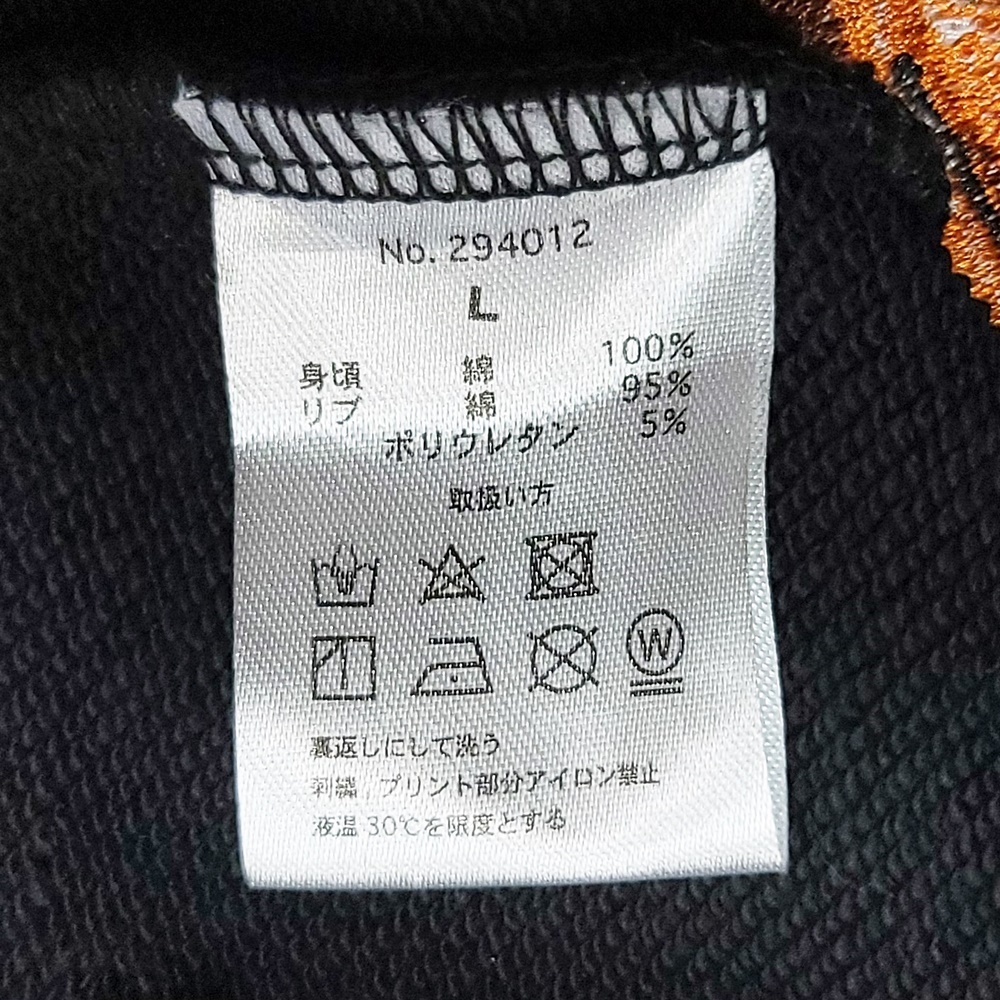 No. 294012
L
身頃 綿 100%
リブ 綿 95%
ポリウレタン 5%
取扱い方
W
裏返しにして洗う
刺繍，プリント部分アイロン禁止
液温 30℃を限度とする